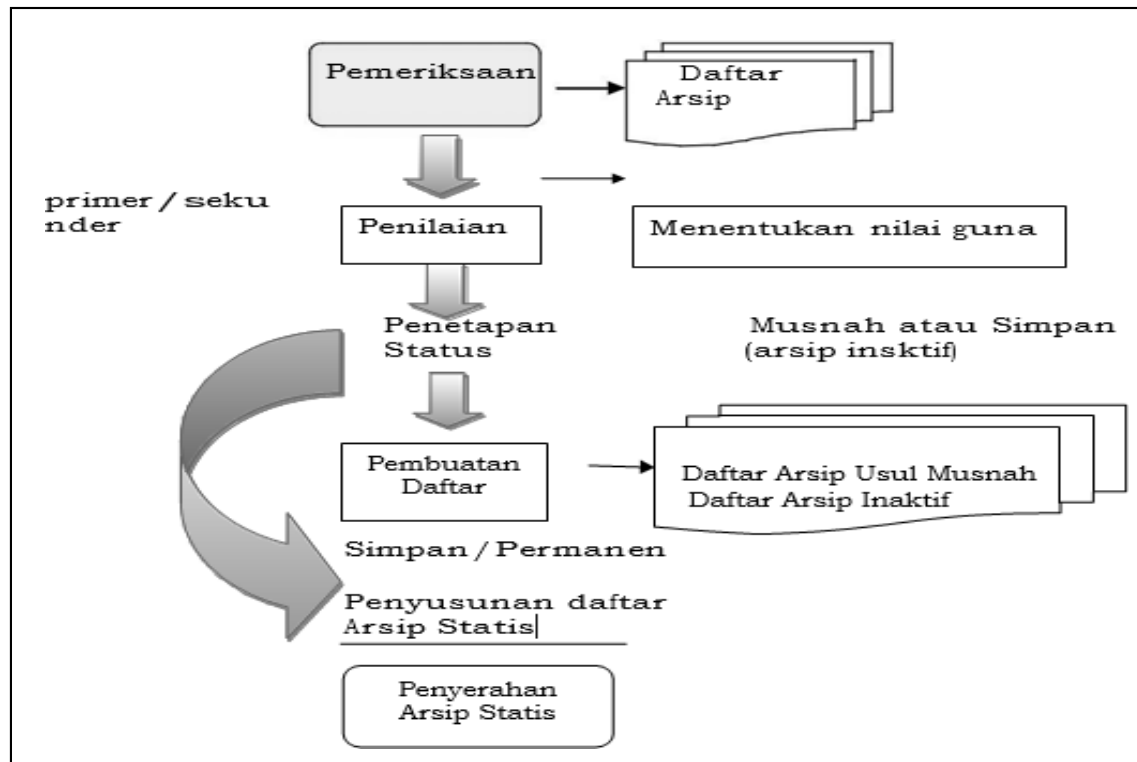 Pemeriksaan
Daftar
Arsip
primer / seku
nder
Penilaian
Menentukan nilai guna
Penetapan
Status
Musnah atau Simpan
(arsip insktif)
Pembuatan
Daftar
Daftar Arsip Usul Musnah
Daftar Arsip Inaktif
Simpan / Permanen
Penyusunan daftar
Arsip Statis
Penyerahan
Arsip Statis